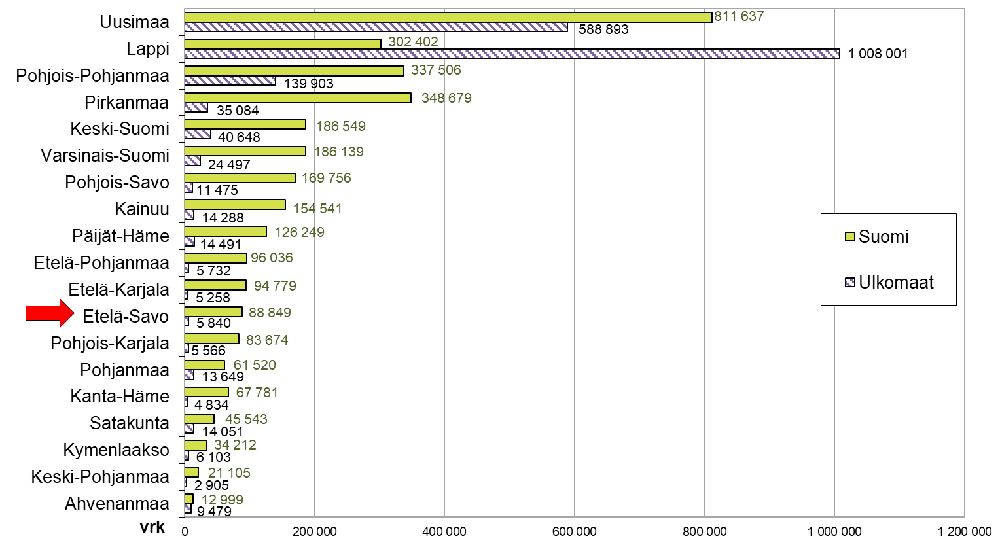 Uusimaa
811 637
588 893
Lappi
302 402
1 008 001
Pohjois-Pohjanmaa
337 506
139 903
Pirkanmaa
348 679
35 084
Keski-Suomi
186 549
40 648
Varsinais-Suomi
186 139
24 497
Pohjois-Savo
169 756
11 475
Kainuu
154 541
14 288
Päijät-Häme
126 249
14 491
Etelä-Pohjanmaa
96 036
5 732
Etelä-Karjala
94 779
5 258
Etelä-Savo
88 849
5 840
Pohjois-Karjala
83 674
5 566
Pohjanmaa
61 520
13 649
Kanta-Häme
67 781
4 834
Satakunta
45 543
14 051
Kymenlaakso
34 212
6 103
Keski-Pohjanmaa
21 105
2 905
Ahvenanmaa
12 999
9 479
Suomi
Ulkomaat
vrk
0 200 000 400 000 600 000 800 000 1 000 000 1 200 000